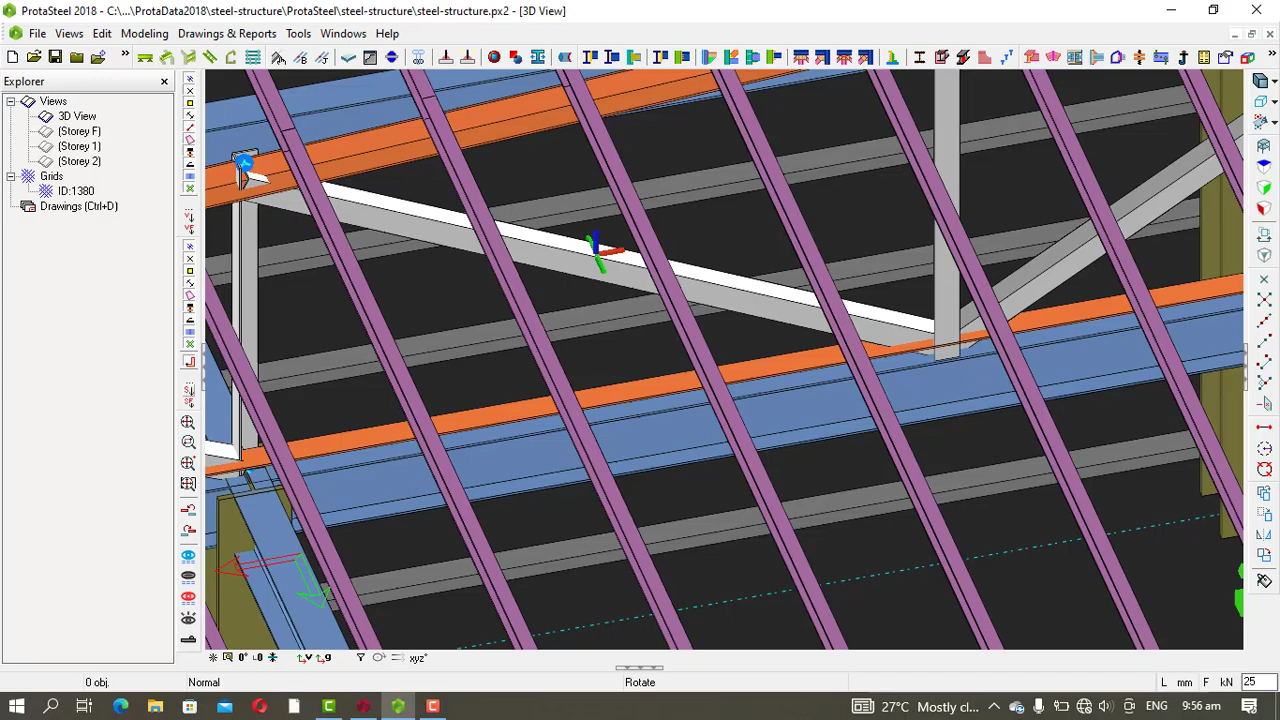 ProtaSteel 2018 - C:\...\ProtaData2018\steel-structure\ProtaSteel\steel-structure\steel-structure.px2 - [3D View]
File Views Edit Modeling Drawings & Reports Tools Windows Help
Explorer
Views
3D View
(Storey F)
(Storey 1)
(Storey 2)
Grids
ID:1380
Drawings (Ctrl+D)
0 obj. Normal Rotate L mm F kN 25
27°C Mostly cl... ENG 9:56 am